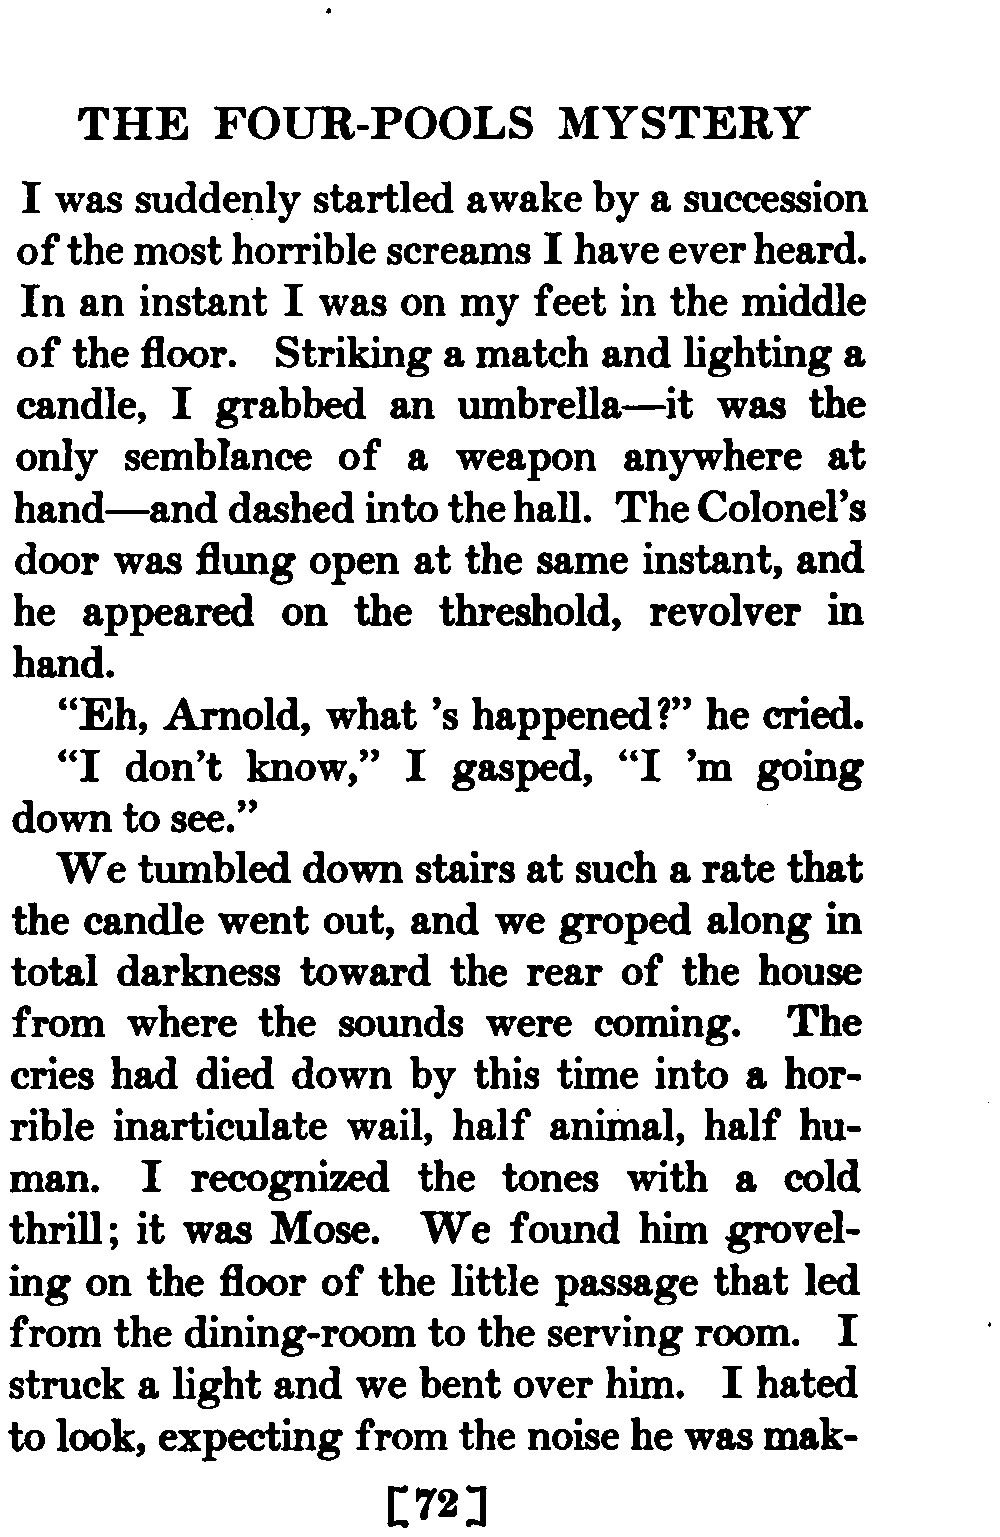 THE FOUR-POOLS MYSTERY
I was suddenly startled awake by a succession
of the most horrible screams I have ever heard.
In an instant I was on my feet in the middle
of the floor. Striking a match and lighting a
candle, I grabbed an umbrella—it was the
only semblance of a weapon anywhere at
hand—and dashed into the hall. The Colonel's
door was flung open at the same instant, and
he appeared on the threshold, revolver in
hand.
“Eh, Arnold, what 's happened?” he cried.
“I don't know,” I gasped, “I 'm going
down to see.”
We tumbled down stairs at such a rate that
the candle went out, and we groped along in
total darkness toward the rear of the house
from where the sounds were coming. The
cries had died down by this time into a hor-
rible inarticulate wail, half animal, half hu-
man. I recognized the tones with a cold
thrill; it was Mose. We found him grovel-
ing on the floor of the little passage that led
from the dining-room to the serving room. I
struck a light and we bent over him. I hated
to look, expecting from the noise he was mak-
[72]